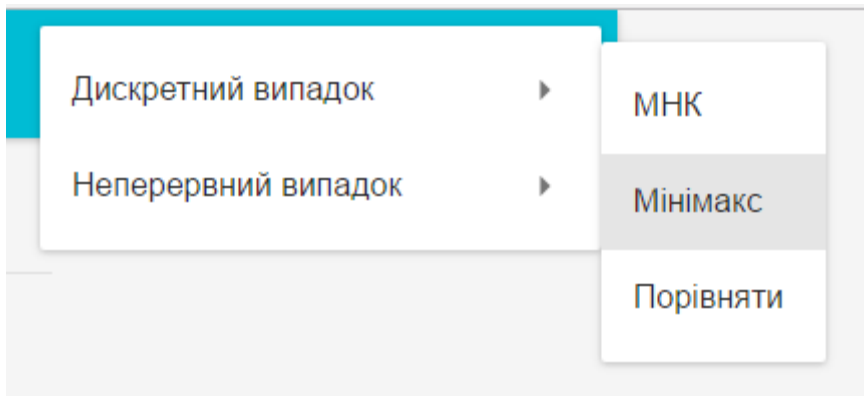 Дискретний випадок
Неперервний випадок
МНК
Мінімакс
Порівняти